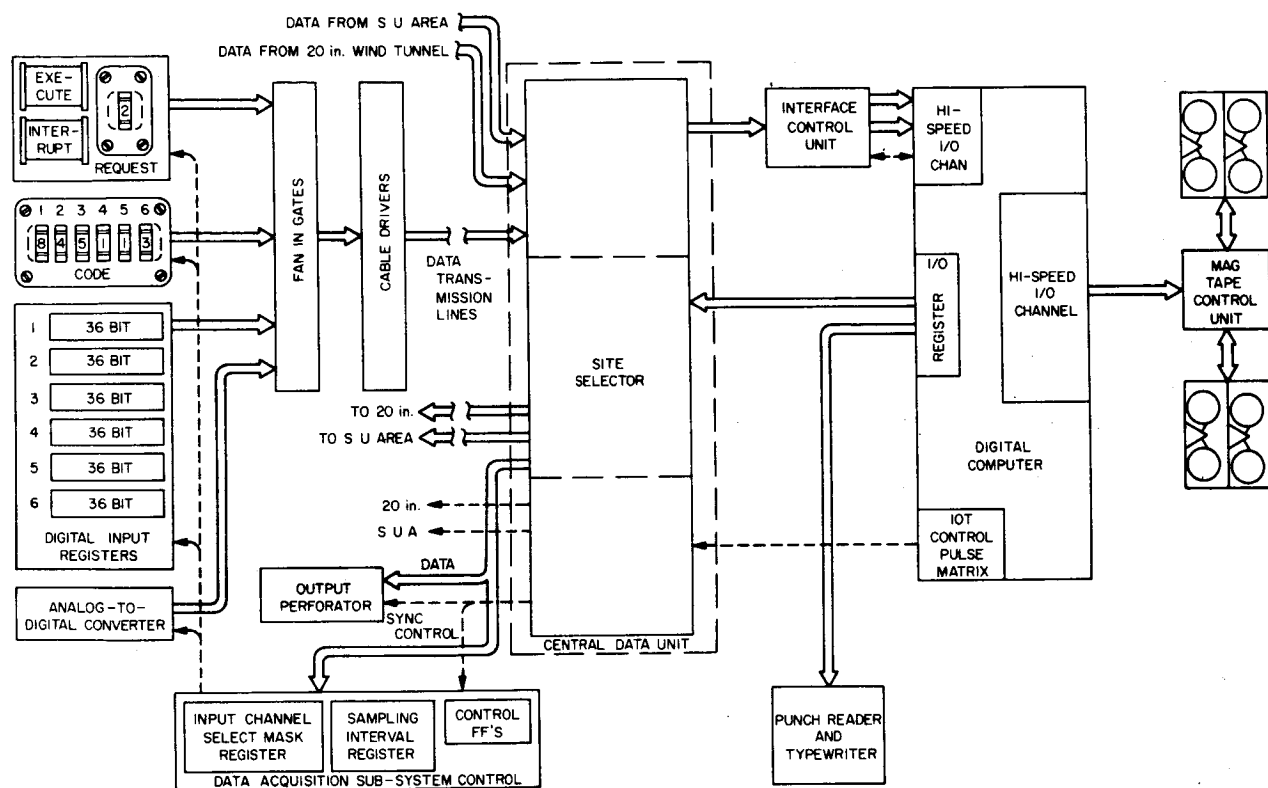 DATA FROM S U AREA
DATA FROM 20 in. WIND TUNNEL
EXE-
CUTE
2
INTER-
RUPT
REQUEST
1 2 3 4 5 6
8 4 5 1 1 3
CODE
1 36 BIT
2 36 BIT
3 36 BIT
4 36 BIT
5 36 BIT
6 36 BIT
DIGITAL INPUT
REGISTERS
ANALOG-TO-
DIGITAL CONVERTER
FAN IN GATES
CABLE DRIVERS
DATA
TRANS-
MISSION
LINES
SITE
SELECTOR
TO 20 in.
TO S U AREA
20 in.
S U A
DATA
OUTPUT
PERFORATOR
SYNC
CONTROL
CENTRAL DATA UNIT
INPUT CHANNEL
SELECT MASK
REGISTER
SAMPLING
INTERVAL
REGISTER
CONTROL
FF'S
DATA ACQUISITION SUB-SYSTEM CONTROL
INTERFACE
CONTROL
UNIT
HI-
SPEED
I/O
CHAN
I/O
REGISTER
HI-SPEED
I/O
CHANNEL
DIGITAL
COMPUTER
IOT
CONTROL
PULSE
MATRIX
MAG
TAPE
CONTROL
UNIT
PUNCH READER
AND
TYPEWRITER